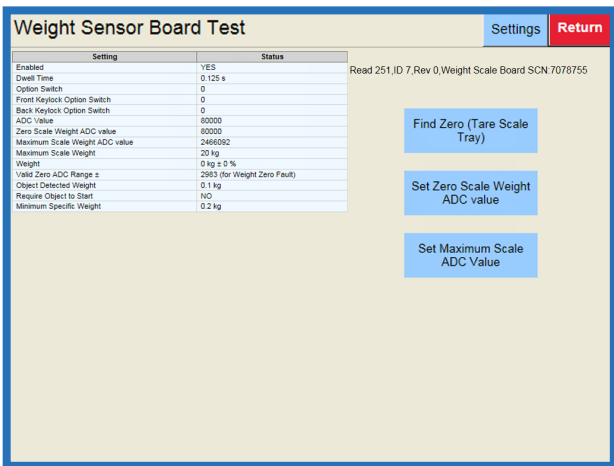 Weight Sensor Board Test
Settings
Return
Setting Status
Enabled YES
Dwell Time 0.125 s
Option Switch 0
Front Keylock Option Switch 0
Back Keylock Option Switch 0
ADC Value 80000
Zero Scale Weight ADC value 80000
Maximum Scale Weight ADC value 2466092
Maximum Scale Weight 20 kg
Weight 0 kg ± 0 %
Valid Zero ADC Range ± 2983 (for Weight Zero Fault)
Object Detected Weight 0.1 kg
Require Object to Start NO
Minimum Specific Weight 0.2 kg
Read 251,ID 7,Rev 0,Weight Scale Board SCN:7078755
Find Zero (Tare Scale
Tray)
Set Zero Scale Weight
ADC value
Set Maximum Scale
ADC Value